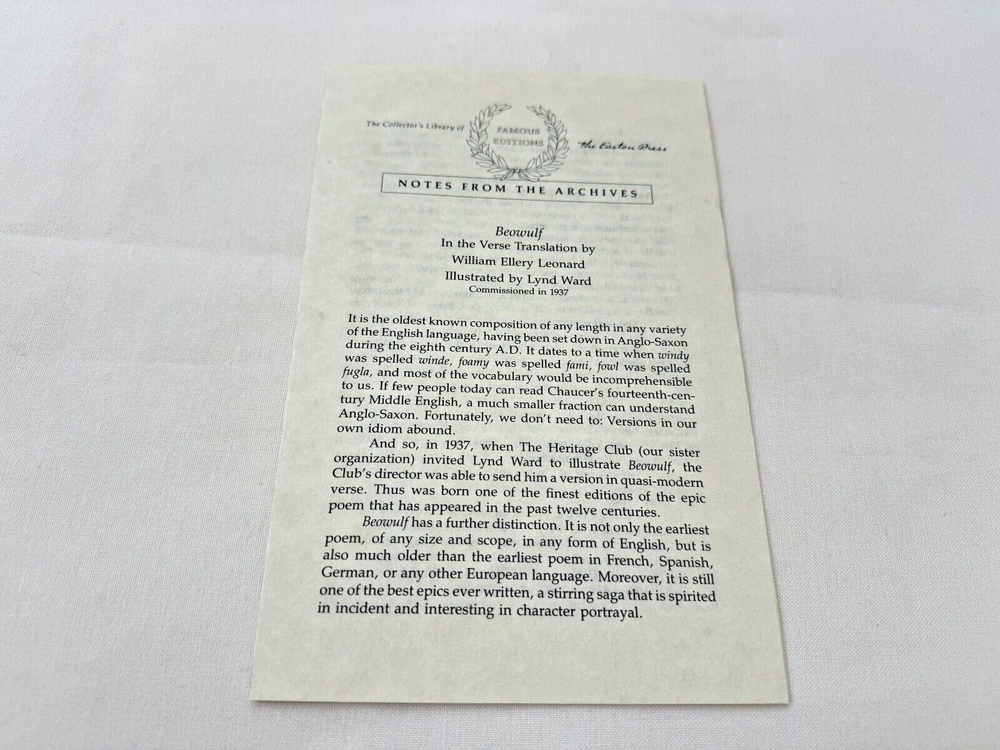 The Collector's Library of
FAMOUS
EDITIONS
The Easton Press
NOTES FROM THE ARCHIVES
Beowulf
In the Verse Translation by
William Ellery Leonard
Illustrated by Lynd Ward
Commissioned in 1937
It is the oldest known composition of any length in any variety
of the English language, having been set down in Anglo-Saxon
during the eighth century A.D. It dates to a time when windy
was spelled winde, foamy was spelled fami, fowl was spelled
fugla, and most of the vocabulary would be incomprehensible
to us. If few people today can read Chaucer's fourteenth-cen-
tury Middle English, a much smaller fraction can understand
Anglo-Saxon. Fortunately, we don't need to: Versions in our
own idiom abound.
And so, in 1937, when The Heritage Club (our sister
organization) invited Lynd Ward to illustrate Beowulf, the
Club's director was able to send him a version in quasi-modern
verse. Thus was born one of the finest editions of the epic
poem that has appeared in the past twelve centuries.
Beowulf has a further distinction. It is not only the earliest
poem, of any size and scope, in any form of English, but is
also much older than the earliest poem in French, Spanish,
German, or any other European language. Moreover, it is still
one of the best epics ever written, a stirring saga that is spirited
in incident and interesting in character portrayal.